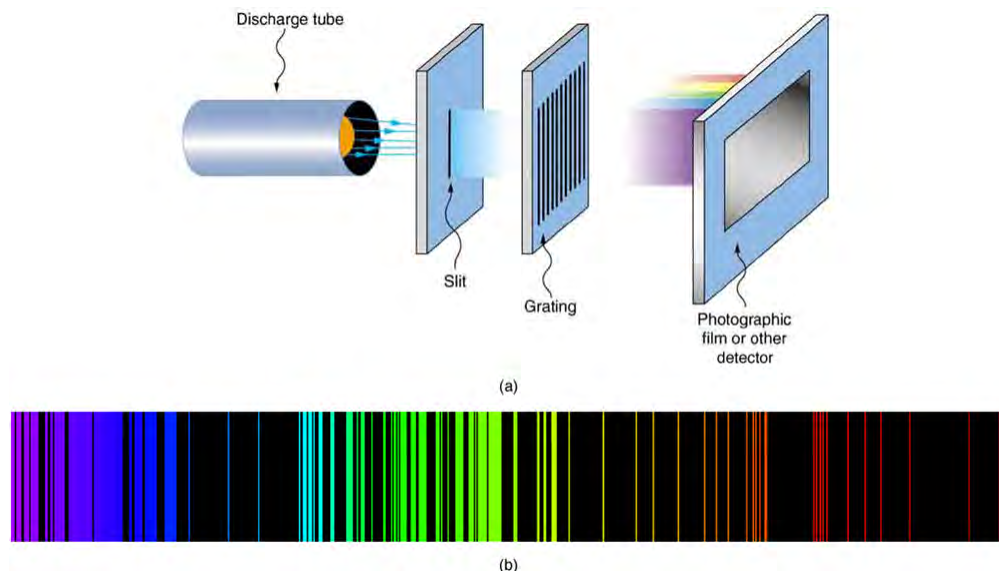 Discharge tube
Slit
Grating
Photographic
film or other
detector
(a)
(b)